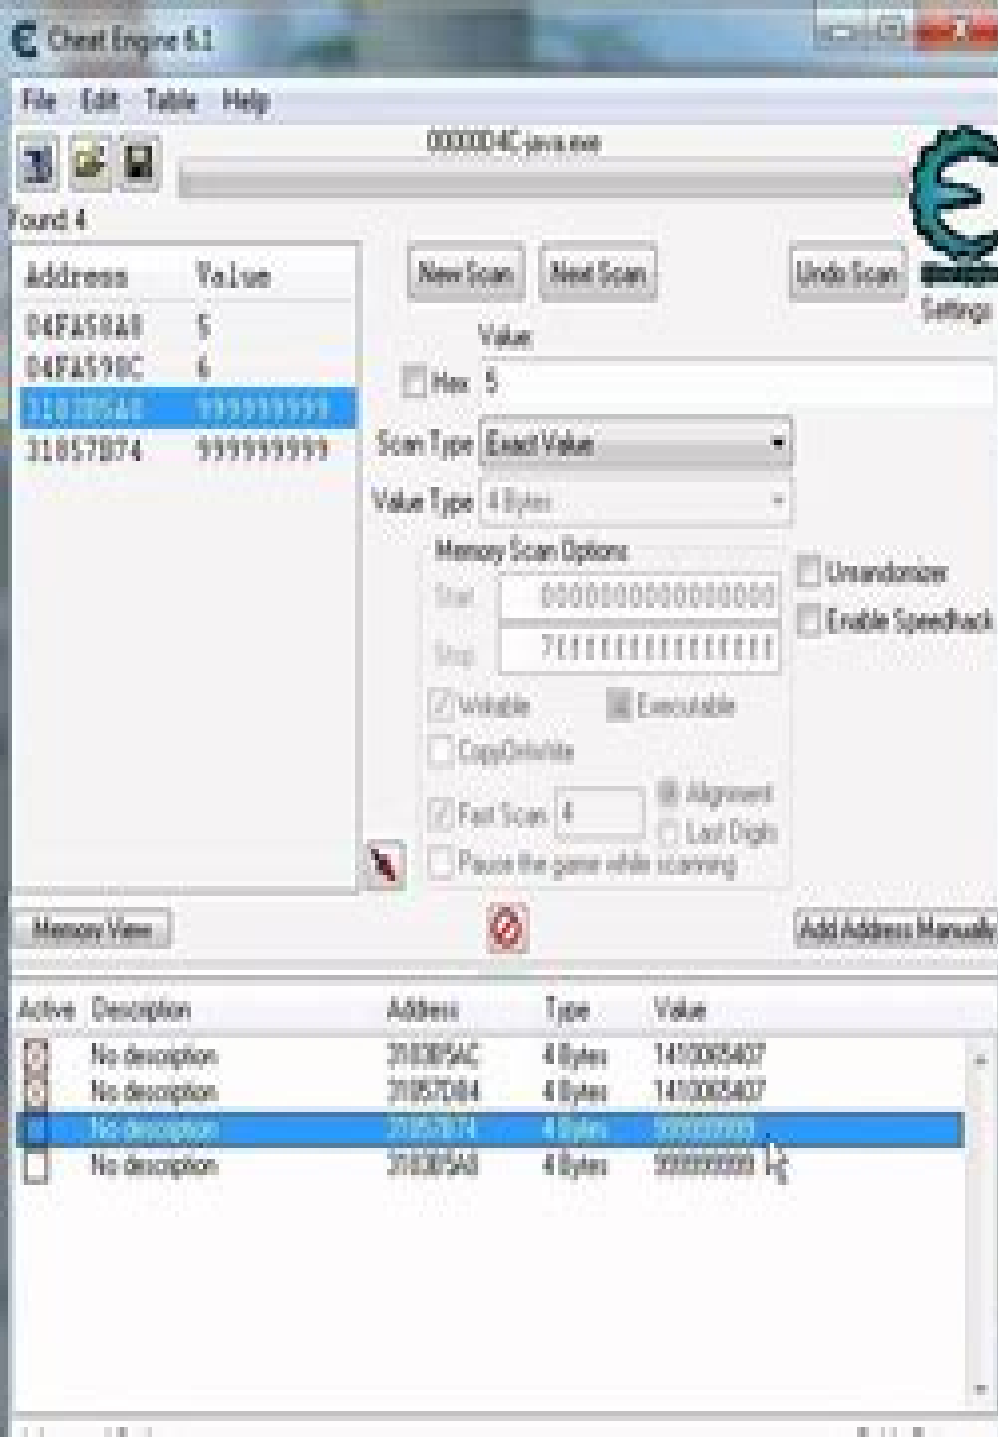 Cheat Engine 6.1
File Edit Table Help
0000004C-java.exe
Found: 4
Address Value
04FA58A8 5
04FA590C 6
999999999
31857B74 999999999
New Scan Next Scan Undo Scan
Settings
Value:
Hex 5
Scan Type Exact Value
Value Type 4 Bytes
Memory Scan Options
Start 0000000000000000
Stop 7fffffffffffffff
Unrandomizer
Enable Speedhack
Writable Executable
CopyOnWrite
Fast Scan 4 Alignment
Last Digits
Pause the game while scanning
Memory View
Add Address Manually
Active Description Address Type Value
No description 4 Bytes 1410065407
No description 4 Bytes 1410065407
No description 31857B74 4 Bytes 999999999
No description 4 Bytes 999999999